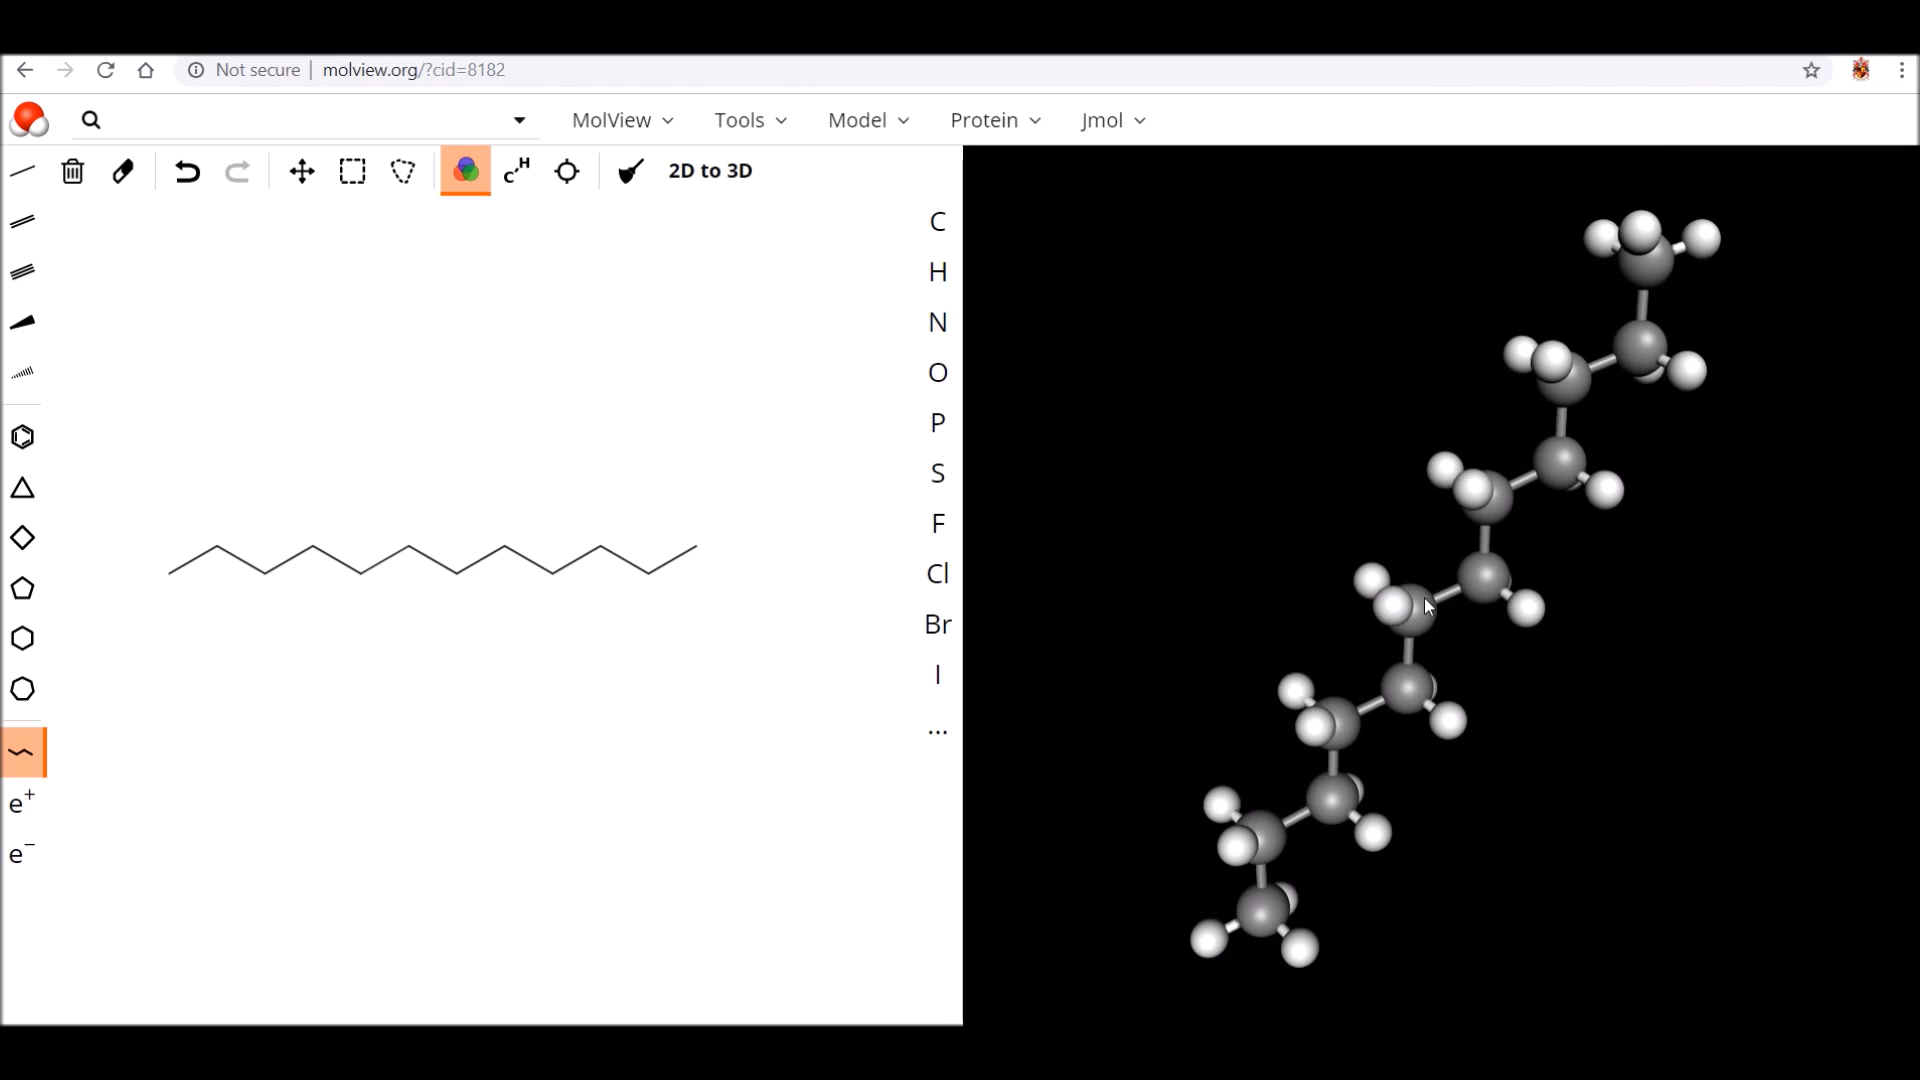 Not secure | molview.org/?cid=8182
MolView Tools Model Protein Jmol
C-H 2D to 3D
C
H
N
O
P
S
F
Cl
Br
I
...
e+
e−